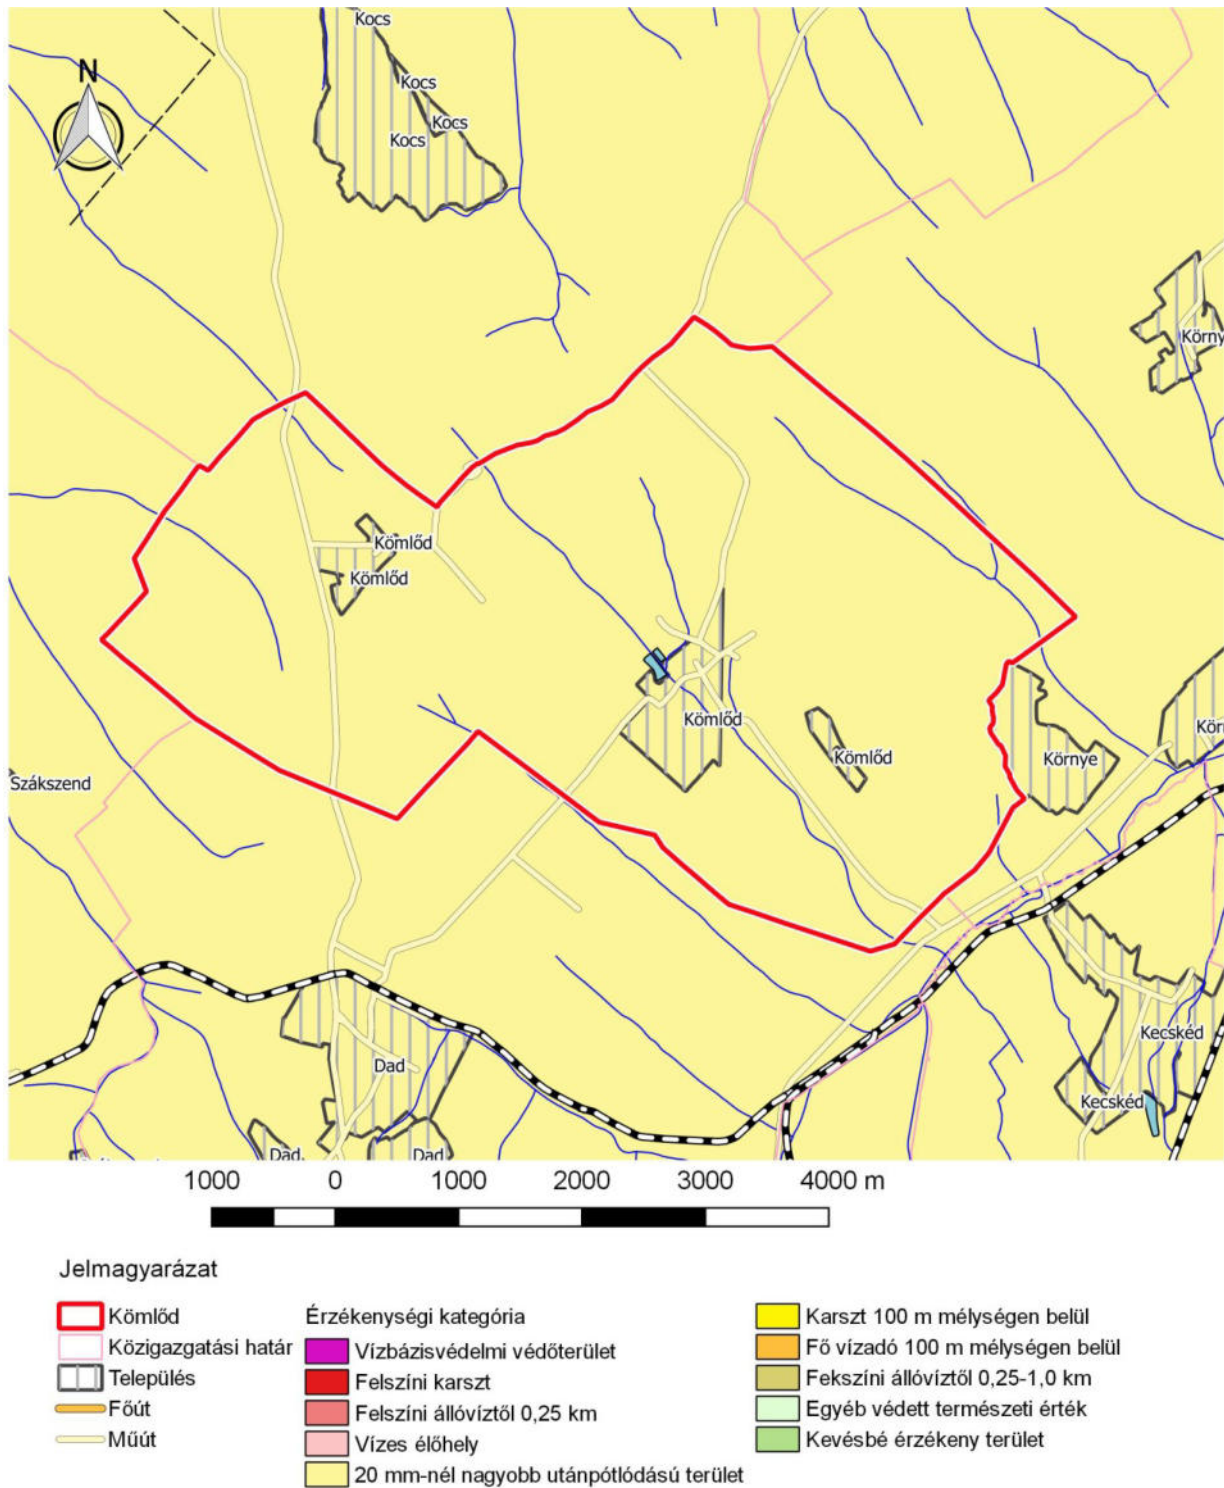 Kocs
N
Kocs
Kocs
Kocs
Körny
Kömlőd
Kömlőd
Kömlőd
Kömlőd
Környe
Körn
Szákszend
Kecskéd
Dad
Kecskéd
Dad
Dad
1000 0 1000 2000 3000 4000 m
Jelmagyarázat
Kömlőd
Közigazgatási határ
Település
Főút
Műút
Érzékenységi kategória
Vízbázisvédelmi védőterület
Felszíni karszt
Felszíni állóvíztől 0,25 km
Vizes élőhely
20 mm-nél nagyobb utánpótlódású terület
Karszt 100 m mélységen belül
Fő vízadó 100 m mélységen belül
Fekszíni állóvíztől 0,25-1,0 km
Egyéb védett természeti érték
Kevésbé érzékeny terület